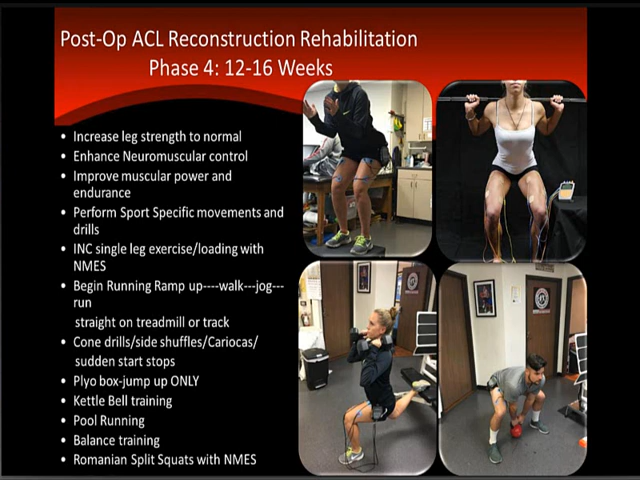 Post-Op ACL Reconstruction Rehabilitation
Phase 4: 12-16 Weeks
• Increase leg strength to normal
• Enhance Neuromuscular control
• Improve muscular power and
endurance
• Perform Sport Specific movements and
drills
• INC single leg exercise/loading with
NMES
• Begin Running Ramp up----walk---jog---
run
straight on treadmill or track
• Cone drills/side shuffles/Cariocas/
sudden start stops
• Plyo box-jump up ONLY
• Kettle Bell training
• Pool Running
• Balance training
• Romanian Split Squats with NMES